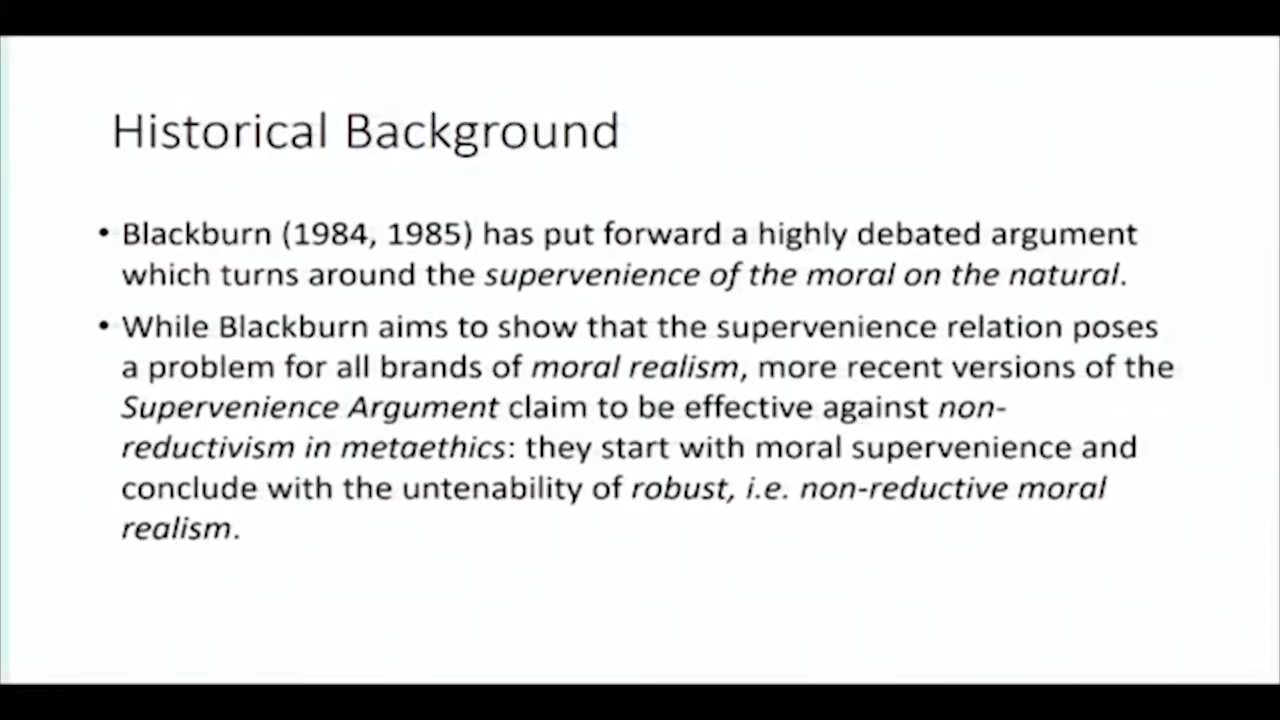 Historical Background
• Blackburn (1984, 1985) has put forward a highly debated argument
which turns around the supervenience of the moral on the natural.
• While Blackburn aims to show that the supervenience relation poses
a problem for all brands of moral realism, more recent versions of the
Supervenience Argument claim to be effective against non-
reductivism in metaethics: they start with moral supervenience and
conclude with the untenability of robust, i.e. non-reductive moral
realism.